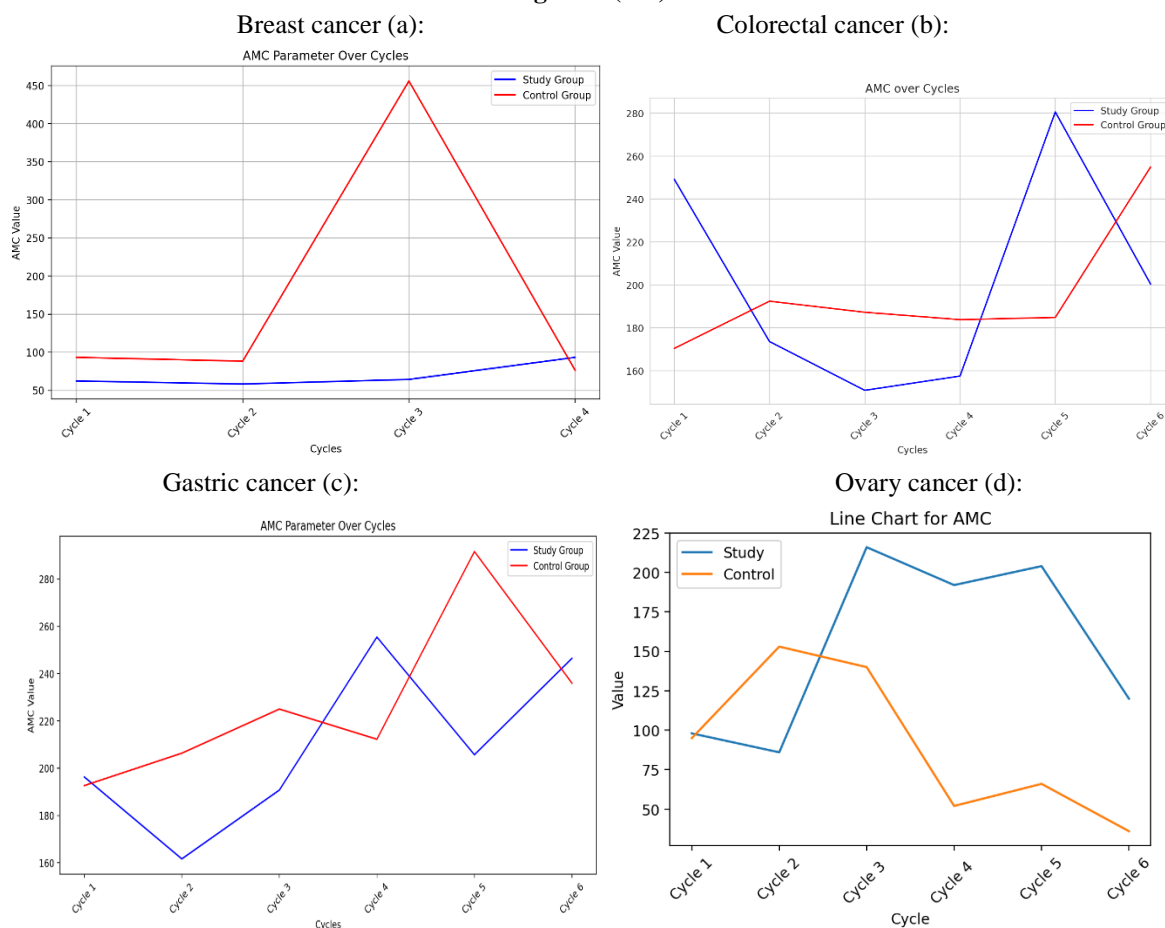 Breast cancer (a):
Colorectal cancer (b):
AMC Parameter Over Cycles
Study Group
Control Group
AMC Value
450
400
350
300
250
200
150
100
50
Cycle 1
Cycle 2
Cycle 3
Cycle 4
Cycles
AMC over Cycles
Study Group
Control Group
AMC Value
280
260
240
220
200
180
160
Cycle 1
Cycle 2
Cycle 3
Cycle 4
Cycle 5
Cycle 6
Cycles
Gastric cancer (c):
Ovary cancer (d):
AMC Parameter Over Cycles
Study Group
Control Group
AMC Value
280
260
240
220
200
180
160
Cycle 1
Cycle 2
Cycle 3
Cycle 4
Cycle 5
Cycle 6
Cycles
Line Chart for AMC
Study
Control
Value
225
200
175
150
125
100
75
50
Cycle 1
Cycle 2
Cycle 3
Cycle 4
Cycle 5
Cycle 6
Cycle